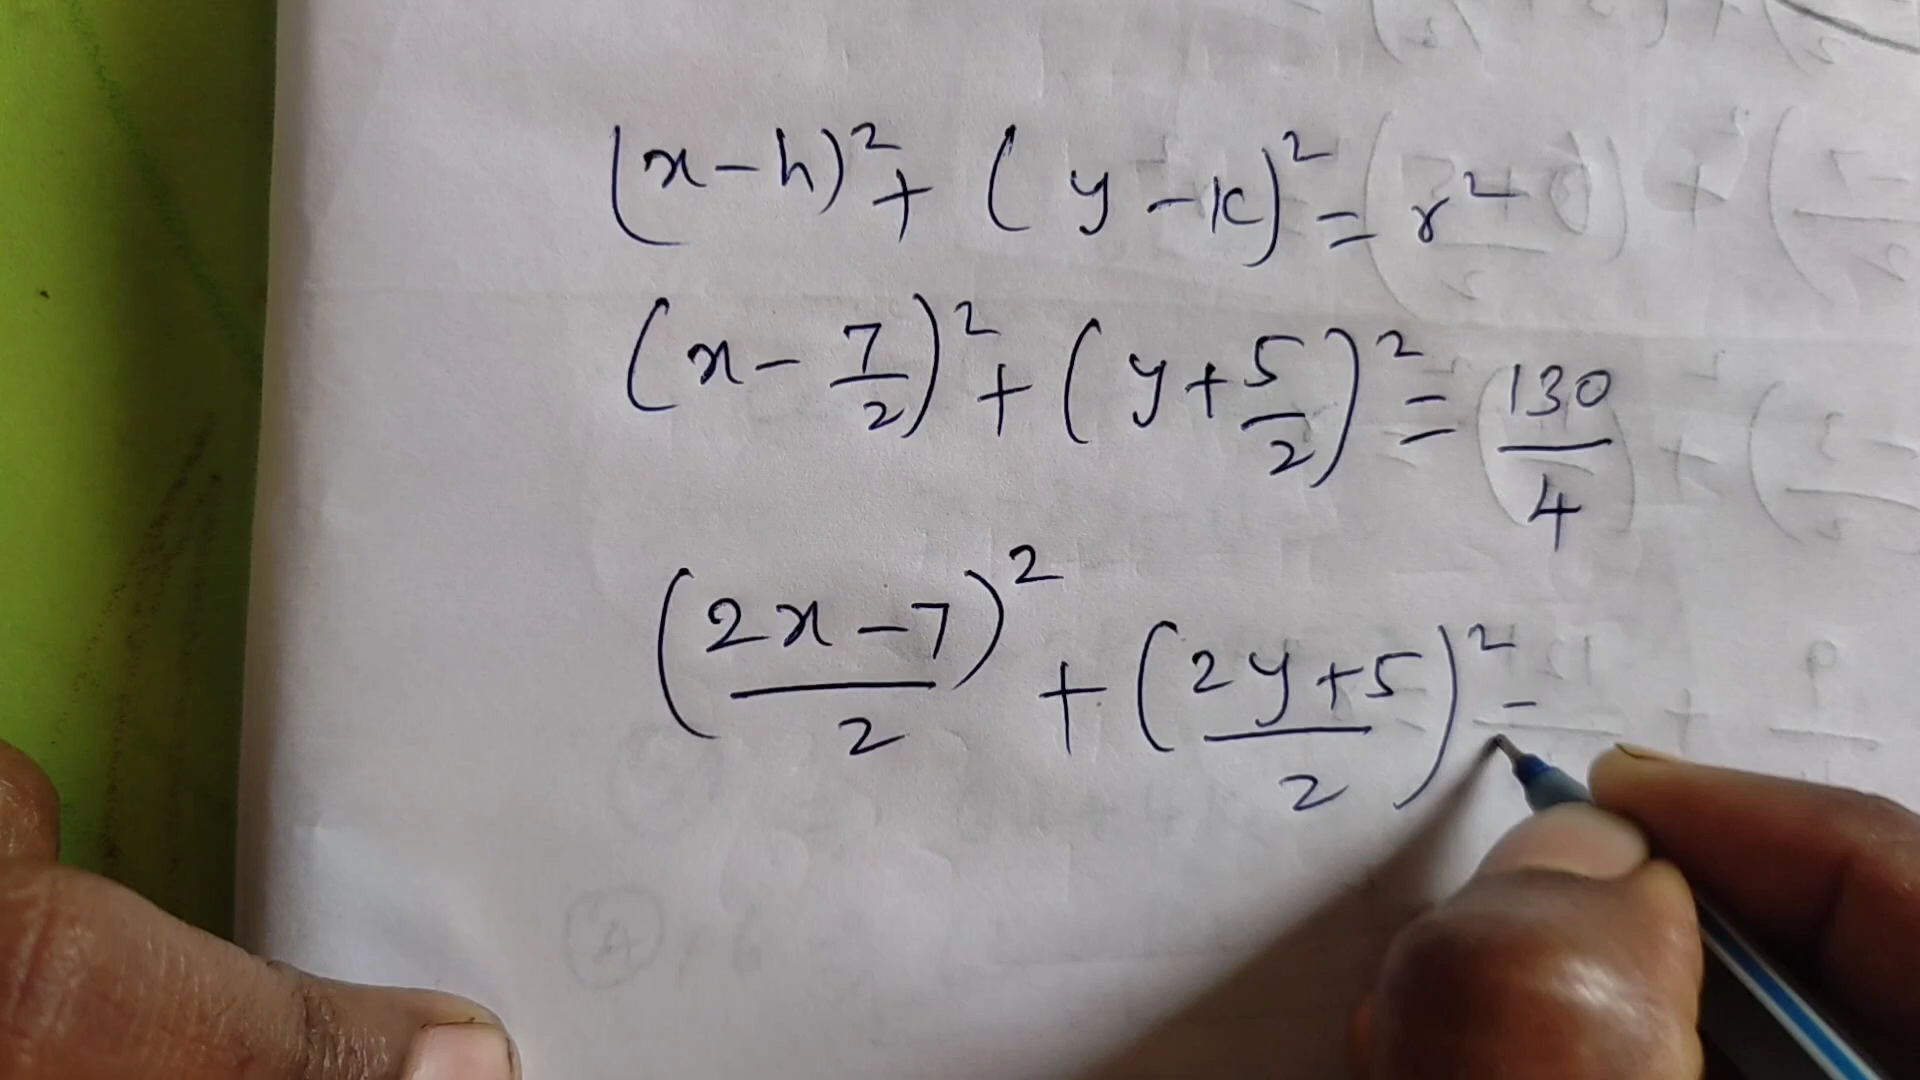 (x-h)² + (y-k)² = r²
(x - 7/2)² + (y + 5/2)² = 130/4
((2x-7)/2)² + ((2y+5)/2)² =